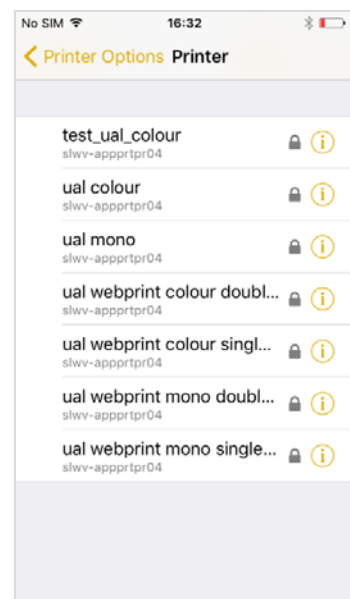 No SIM 16:32
Printer Options Printer
test_ual_colour
slwv-appprtpr04
ual colour
slwv-appprtpr04
ual mono
slwv-appprtpr04
ual webprint colour doubl...
slwv-appprtpr04
ual webprint colour singl...
slwv-appprtpr04
ual webprint mono doubl...
slwv-appprtpr04
ual webprint mono single...
slwv-appprtpr04